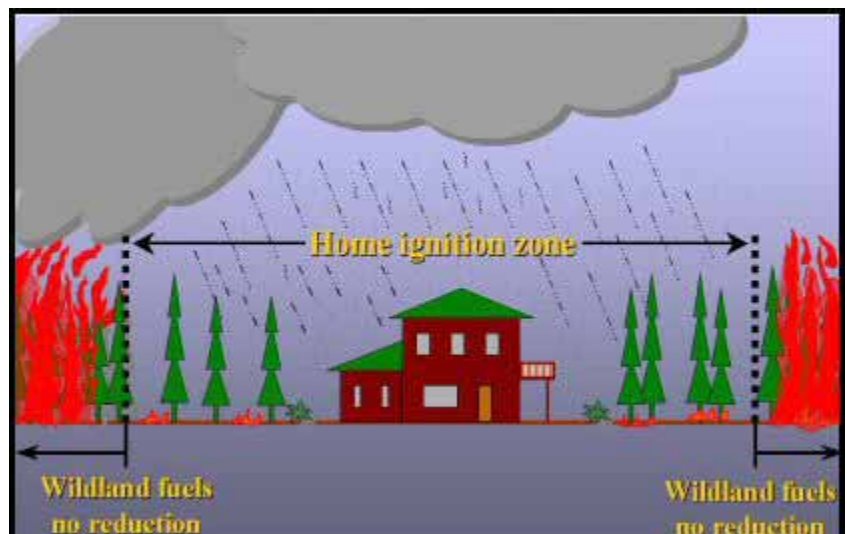 Home ignition zone
Wildland fuels
no reduction
Wildland fuels
no reduction